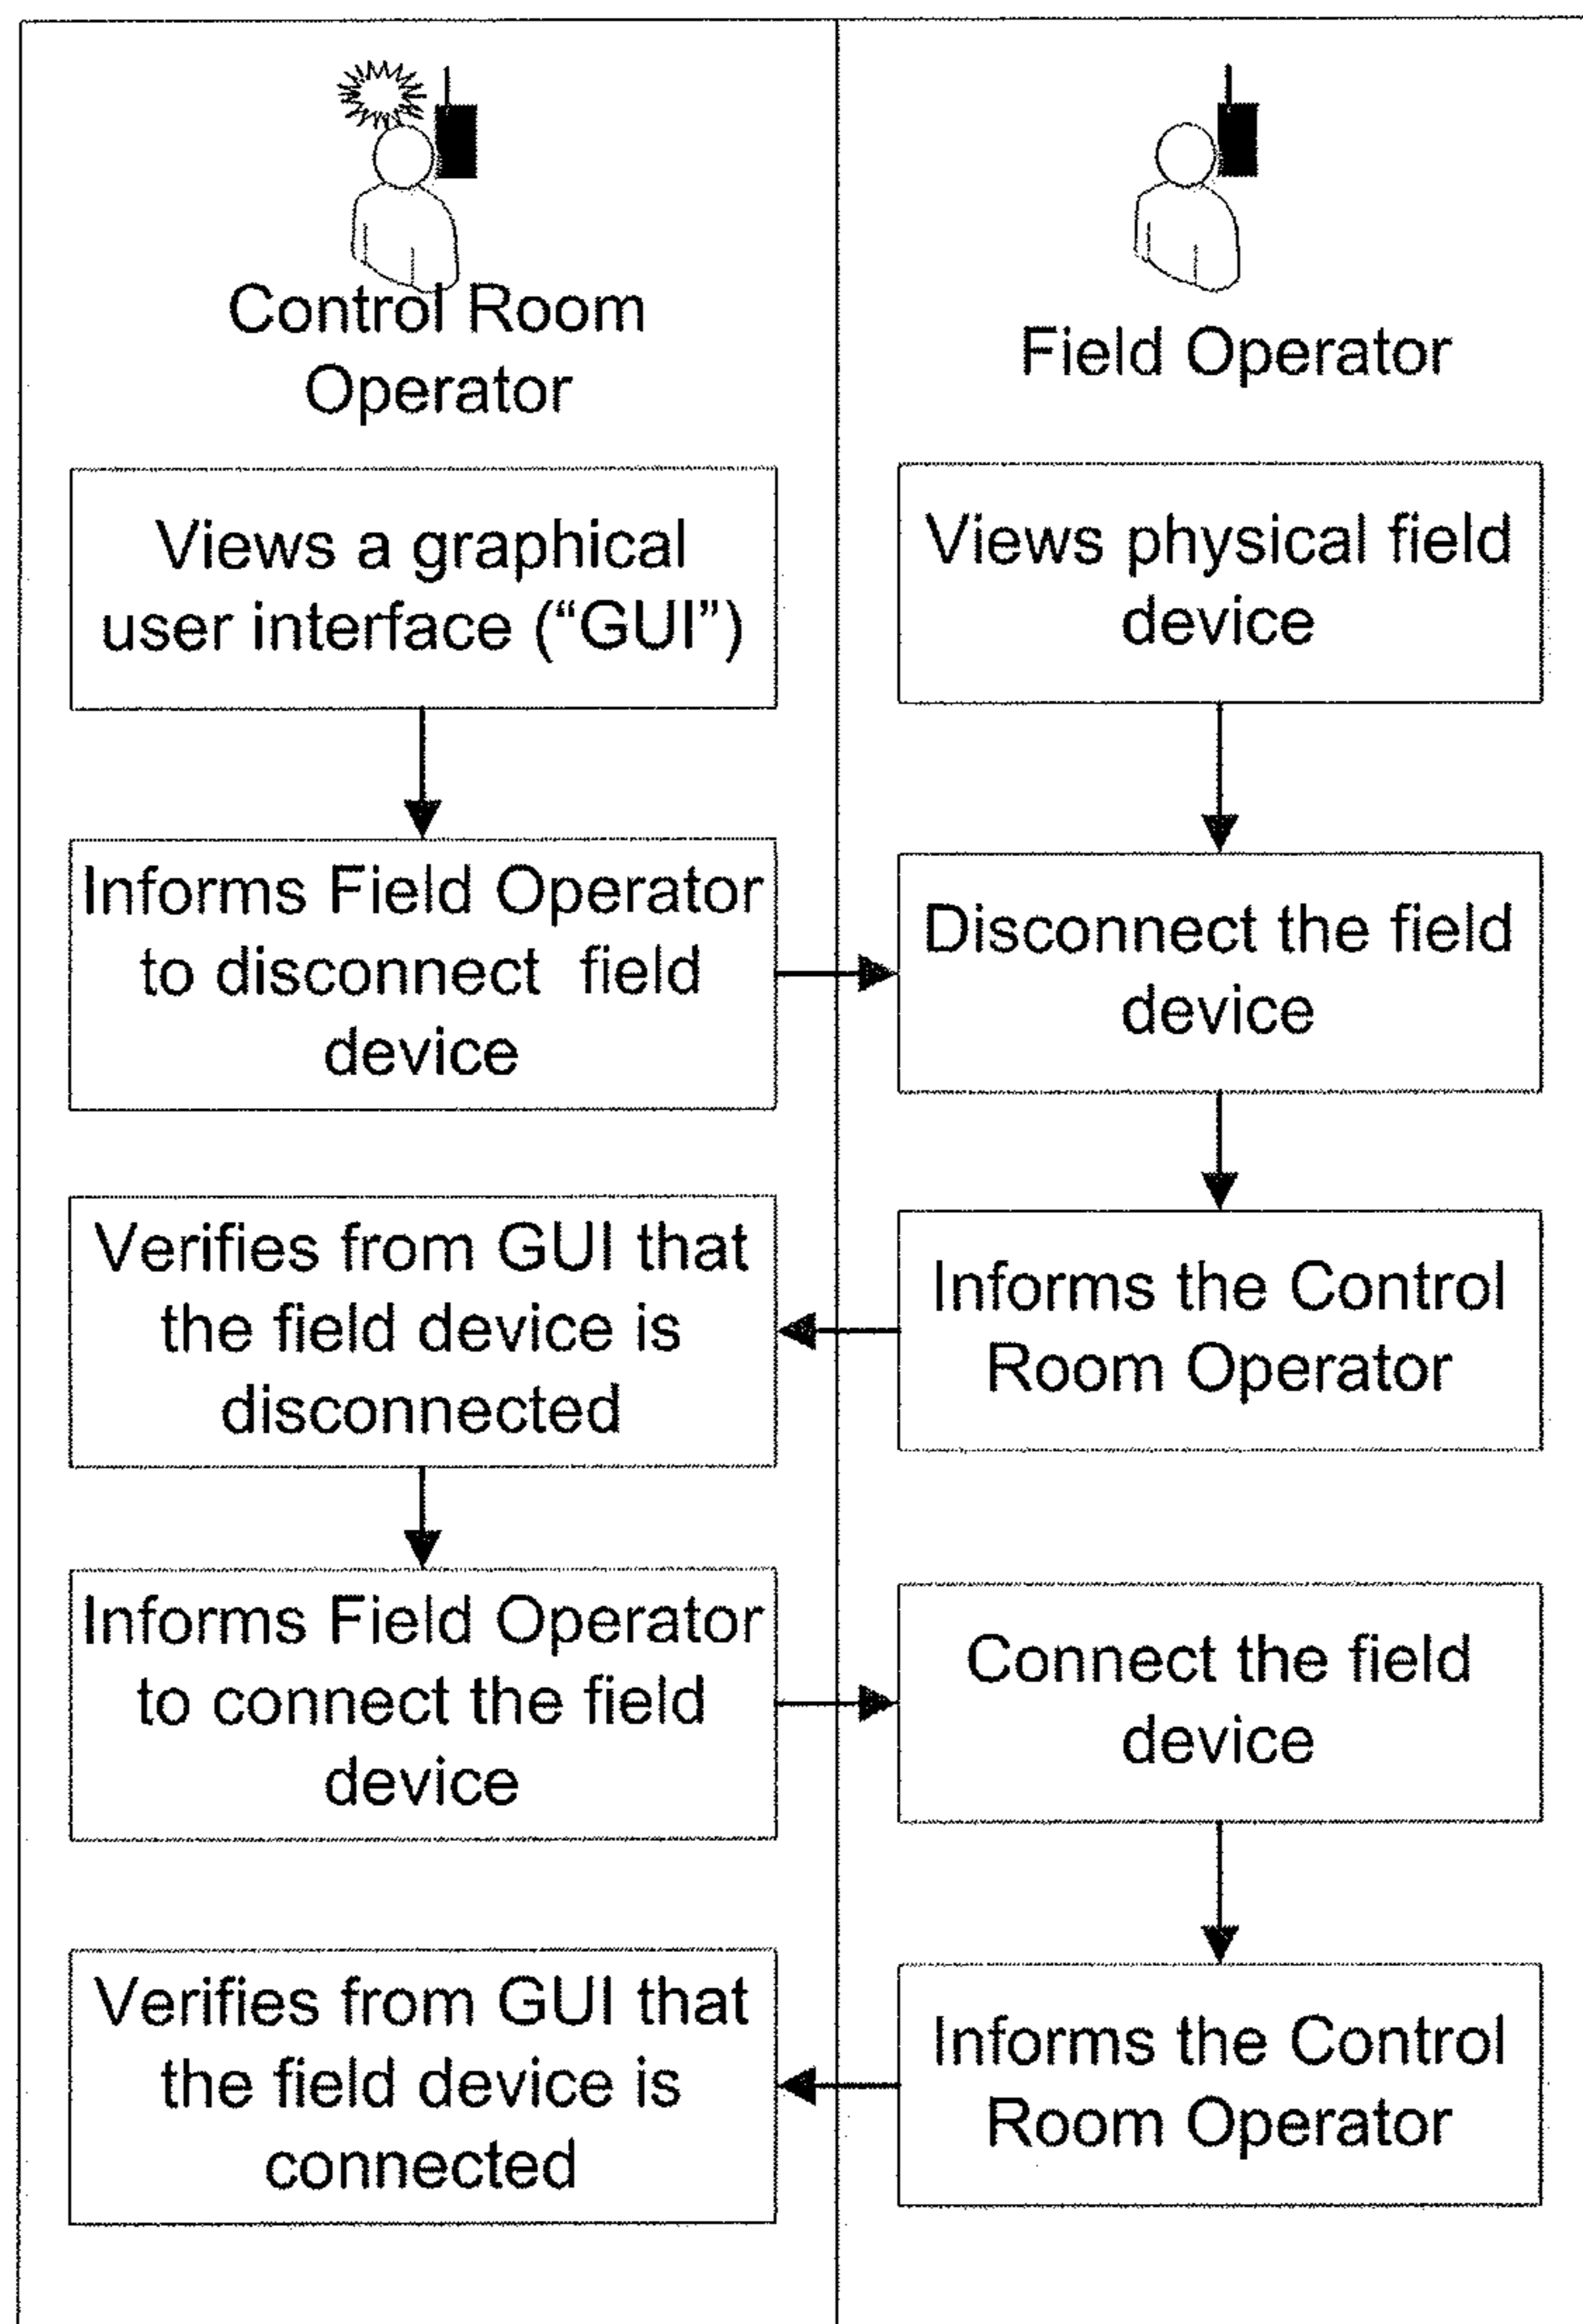 Control Room
Operator
Field Operator
Views a graphical
user interface (“GUI”)
Views physical field
device
Informs Field Operator
to disconnect field
device
Disconnect the field
device
Informs the Control
Room Operator
Verifies from GUI that
the field device is
disconnected
Informs Field Operator
to connect the field
device
Connect the field
device
Informs the Control
Room Operator
Verifies from GUI that
the field device is
connected